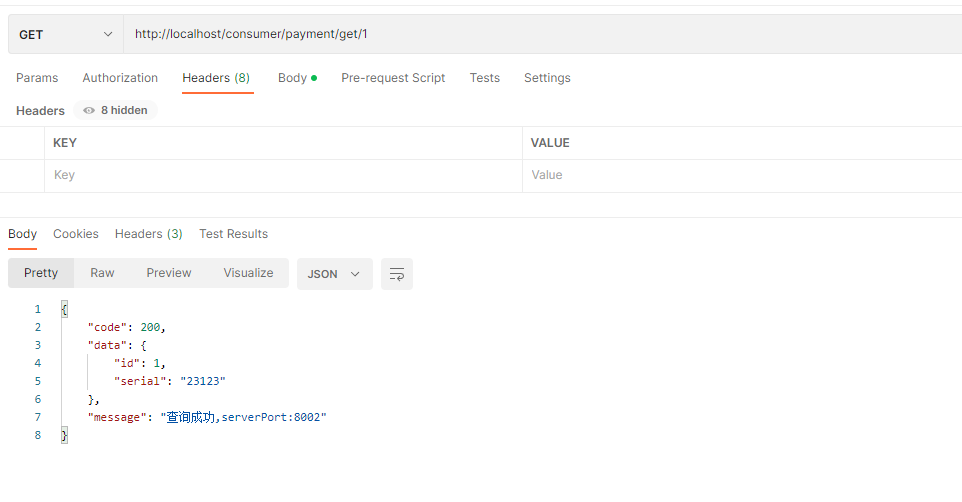 GET http://localhost/consumer/payment/get/1
Params Authorization Headers (8) Body Pre-request Script Tests Settings
Headers 8 hidden
KEY VALUE
Key Value
Body Cookies Headers (3) Test Results
Pretty Raw Preview Visualize JSON
1 {
2 "code": 200,
3 "data": {
4 "id": 1,
5 "serial": "23123"
6 },
7 "message": "查询成功,serverPort:8002"
8 }